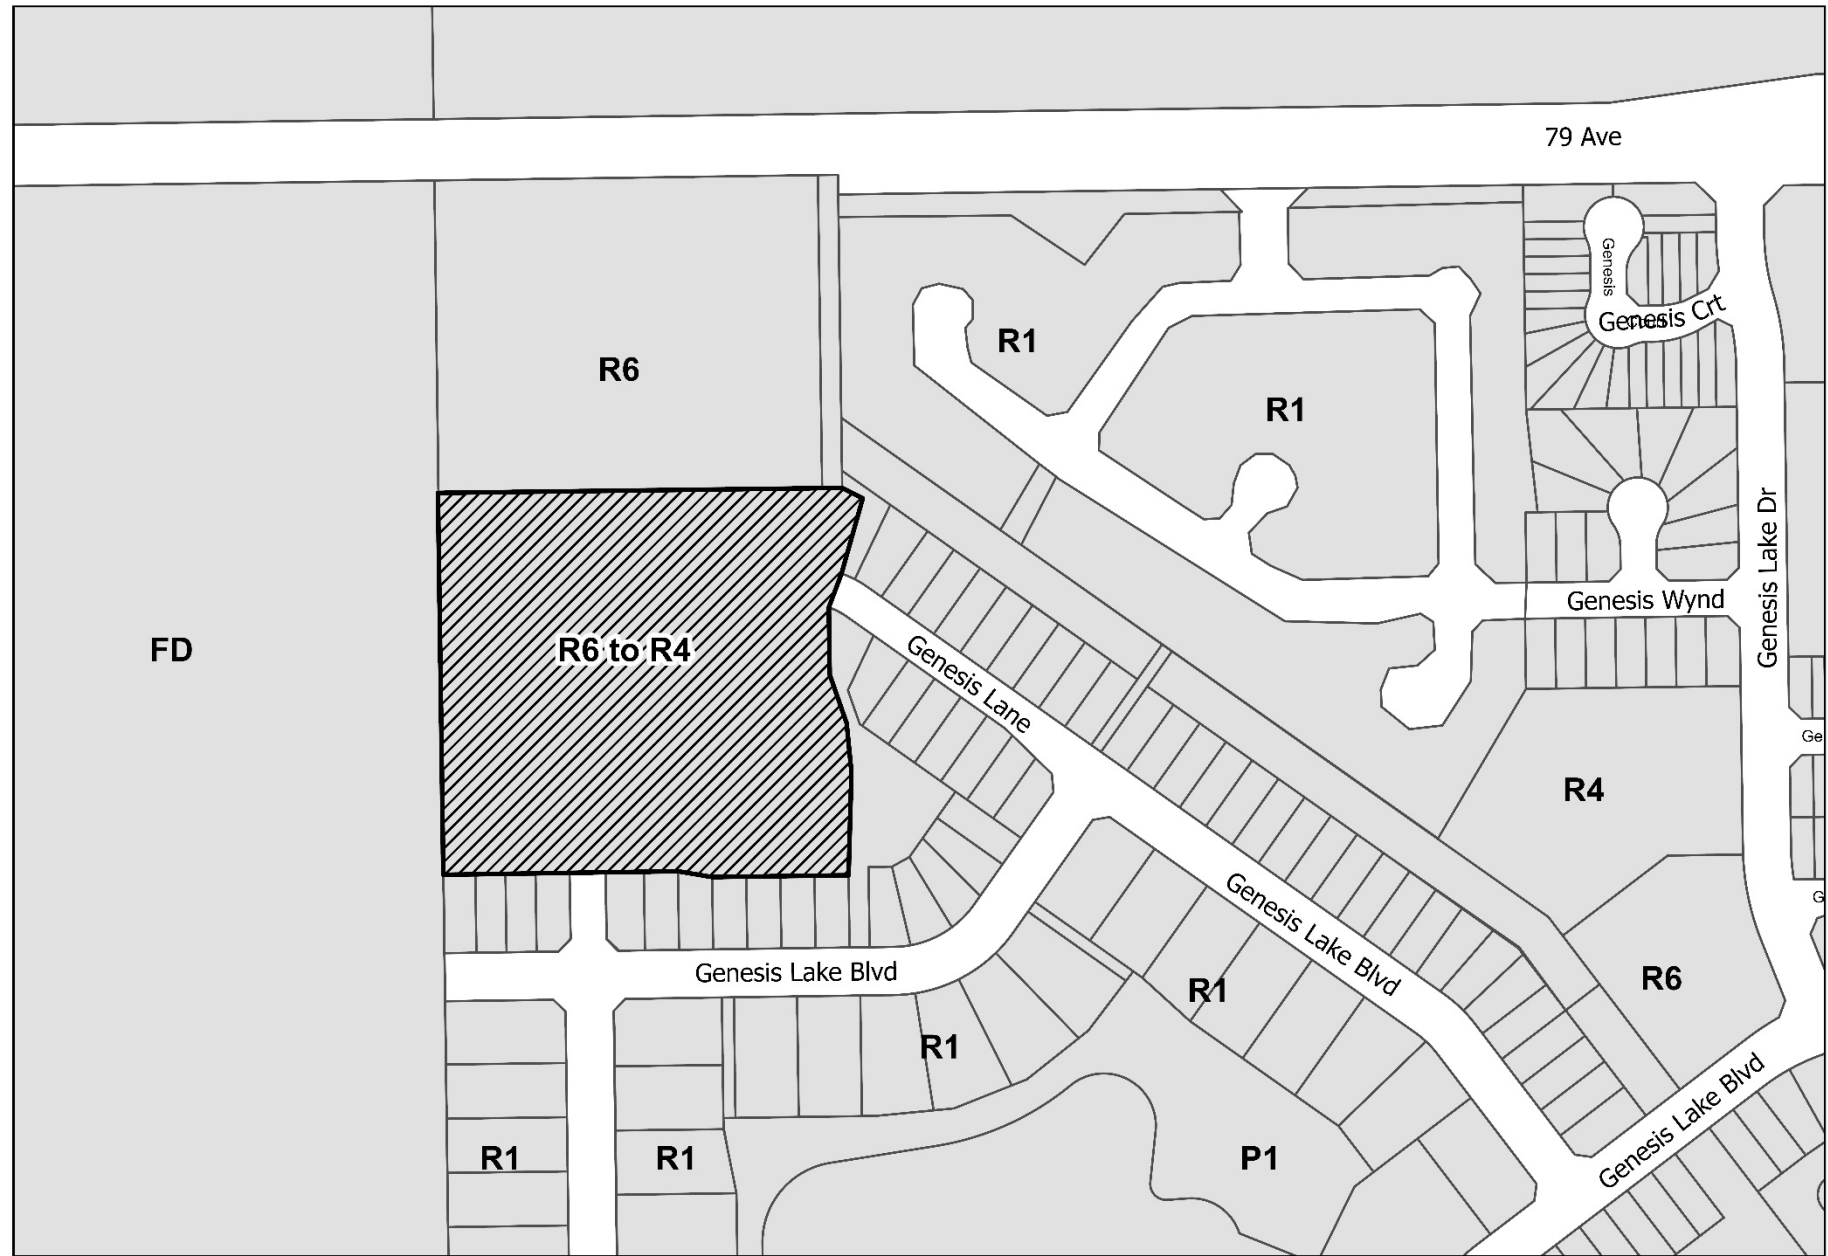 79 Ave
Genesis
Genesis Crt
R1
R6
R1
Genesis Lake Dr
Genesis Wynd
FD
R6 to R4
Genesis Lane
Ge
R4
G
Genesis Lake Blvd
Genesis Lake Blvd
R1
R6
R1
Genesis Lake Blvd
R1
R1
P1